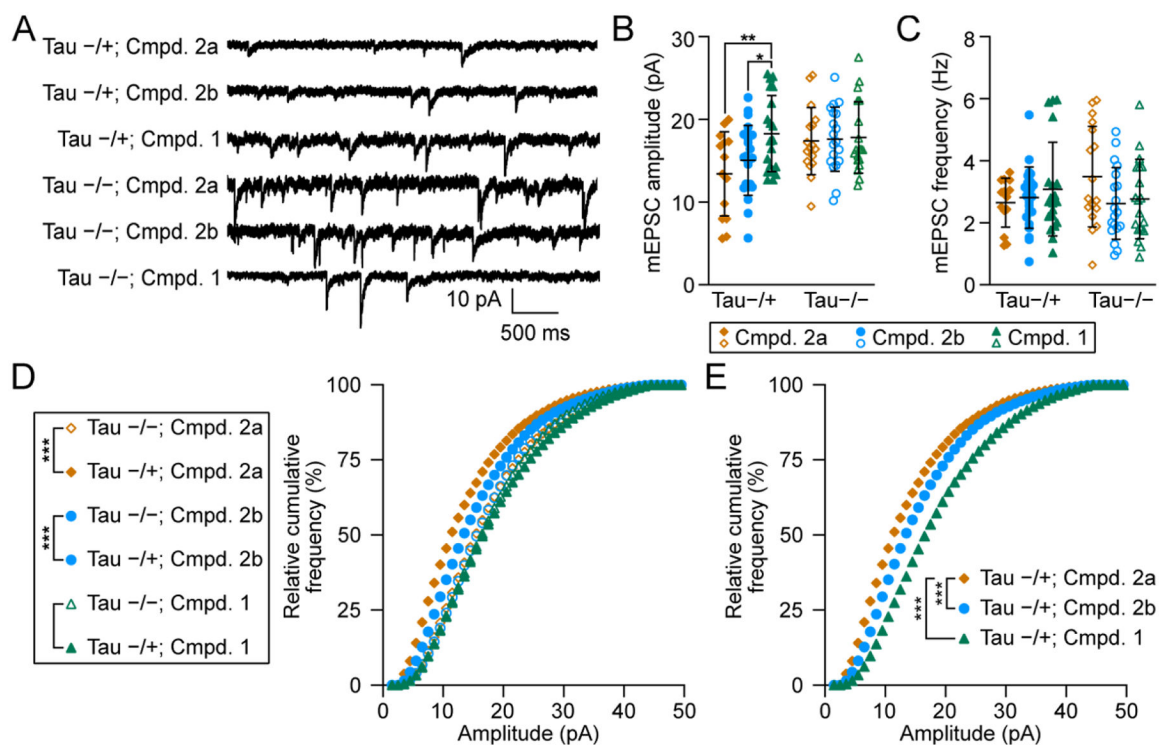 A
Tau −/+; Cmpd. 2a
Tau −/+; Cmpd. 2b
Tau −/+; Cmpd. 1
Tau −/−; Cmpd. 2a
Tau −/−; Cmpd. 2b
Tau −/−; Cmpd. 1
10 pA
500 ms
B
mEPSC amplitude (pA)
30
20
10
0
**
*
Tau−/+ Tau−/−
C
mEPSC frequency (Hz)
8
6
4
2
0
Tau−/+ Tau−/−
Cmpd. 2a Cmpd. 2b Cmpd. 1
D
***
Tau −/−; Cmpd. 2a
Tau −/+; Cmpd. 2a
***
Tau −/−; Cmpd. 2b
Tau −/+; Cmpd. 2b
Tau −/−; Cmpd. 1
Tau −/+; Cmpd. 1
Relative cumulative
frequency (%)
100
75
50
25
0
0 10 20 30 40 50
Amplitude (pA)
E
Relative cumulative
frequency (%)
100
75
50
25
0
***
***
Tau −/+; Cmpd. 2a
Tau −/+; Cmpd. 2b
Tau −/+; Cmpd. 1
0 10 20 30 40 50
Amplitude (pA)